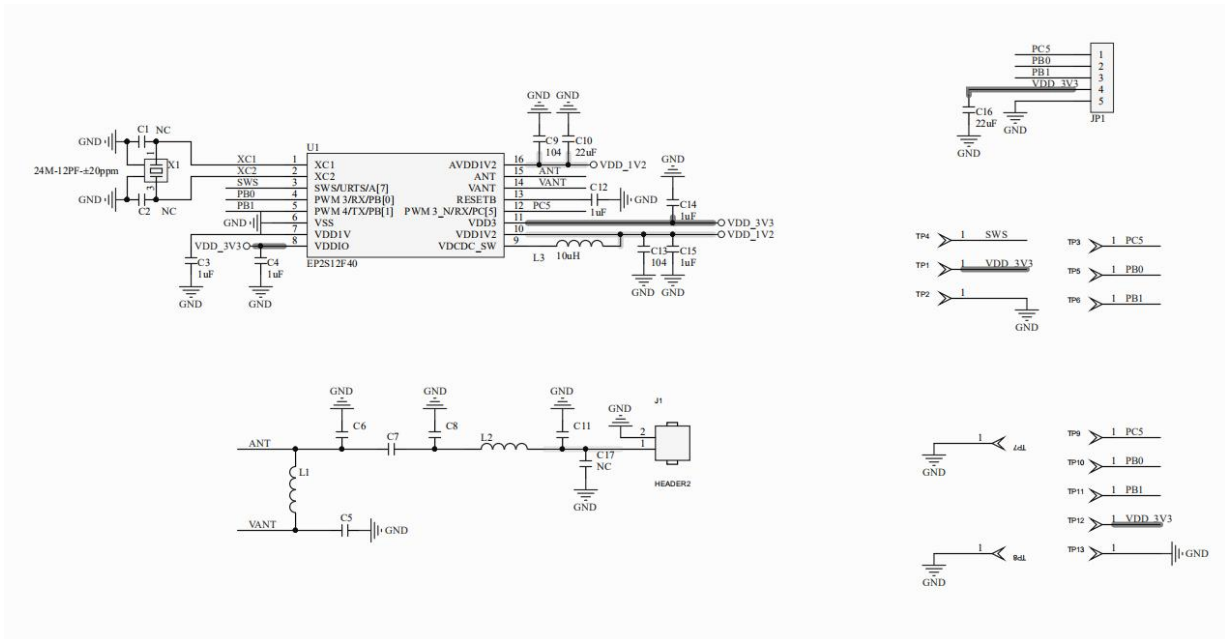 PC5 1
PB0 2
PB1 3
VDD_3V3 4
5
JP1
C16
22uF
GND
GND
GND GND
C9
104
C10
22uF
GND C1 NC
1
X1
24M-12PF-±20ppm
3
GND C2 NC
U1
XC1 1 XC1
XC2 2 XC2
SWS 3 SWS/URTS/A[7]
PB0 4 PWM3/RX/PB[0]
PB1 5 PWM4/TX/PB[1]
GND 6 VSS
7 VDD1V
VDD_3V3 8 VDDIO
EP2S12F40
AVDD1V2 16 VDD_1V2
ANT 15 ANT
VANT 14 VANT
RESETB 13 C12 1uF GND
PWM3_N/RX/PC[5] 12 PC5
VDD3 11 VDD_3V3
VDD1V2 10 VDD_1V2
VDCDC_SW 9
L3 10uH
GND
C14
1uF
C3
1uF
GND
C4
1uF
GND
C13
104
GND
C15
1uF
GND
TP4 1 SWS
TP1 1 VDD_3V3
TP2 1
GND
TP3 1 PC5
TP5 1 PB0
TP6 1 PB1
ANT
L1
VANT
C5
GND
GND
C6
C7
GND
C8
L2
GND
C11
C17
NC
GND
GND
J1
2
1
HEADER2
1 TP7
GND
1 TP8
GND
TP9 1 PC5
TP10 1 PB0
TP11 1 PB1
TP12 1 VDD_3V3
TP13 1 GND